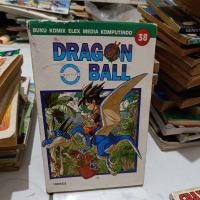 BUKU KOMIK ELEX MEDIA KOMPUTINDO
38
DRAGON
BALL